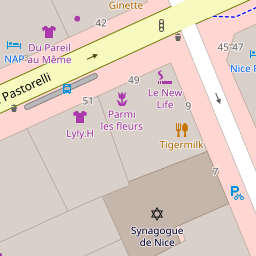 Ginette
42
Du Pareil
au Même
NAP
45 47
Nice
49
Le New
Life
51
Pastorelli
Parmi
les fleurs
9
Lyly.H
Tigermilk
7
Synagogue
de Nice